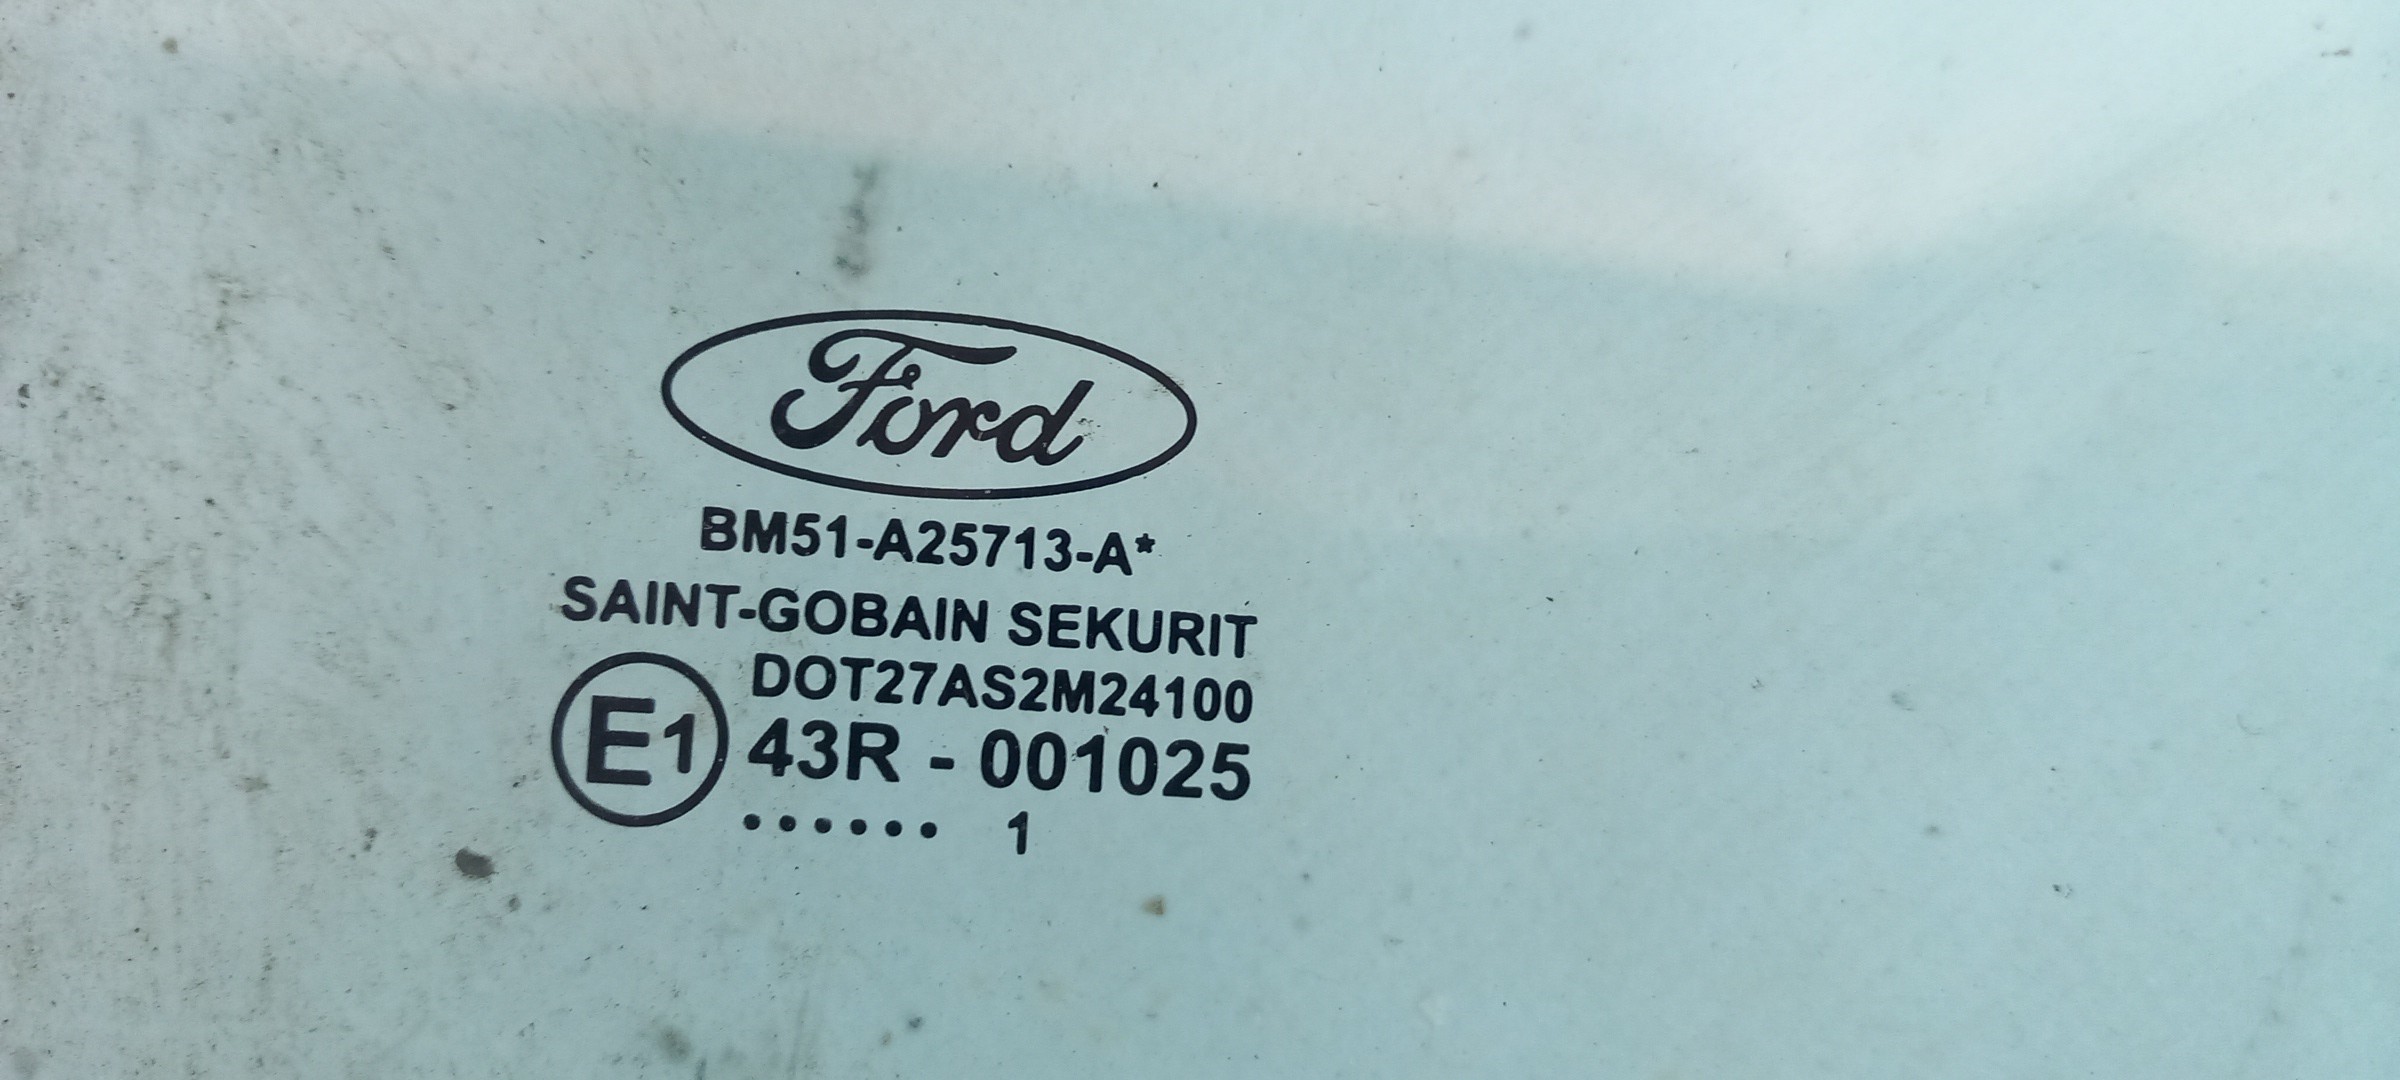 Ford
BM51-A25713-A*
SAINT-GOBAIN SEKURIT
DOT27AS2M24100
E1 43R - 001025
...... 1